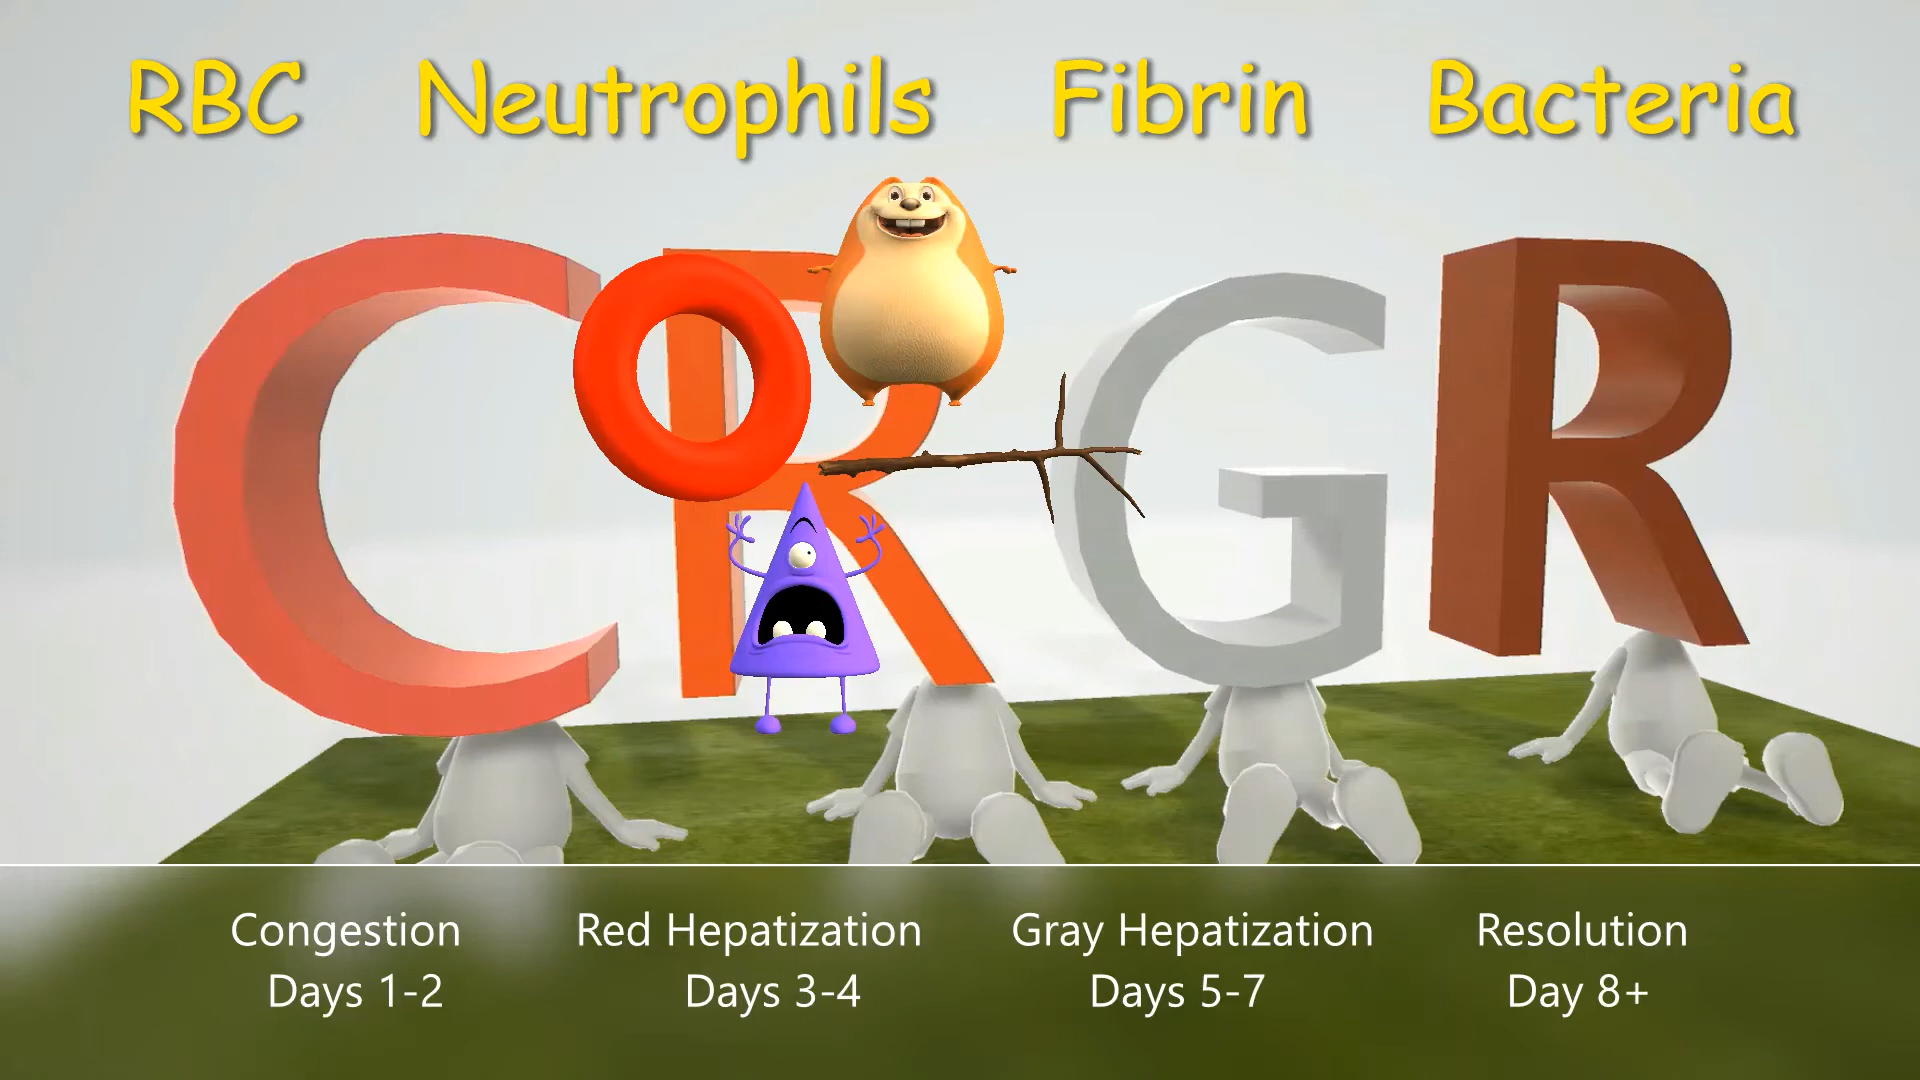 RBC Neutrophils Fibrin Bacteria
C R G R
Congestion Red Hepatization Gray Hepatization Resolution
Days 1-2 Days 3-4 Days 5-7 Day 8+